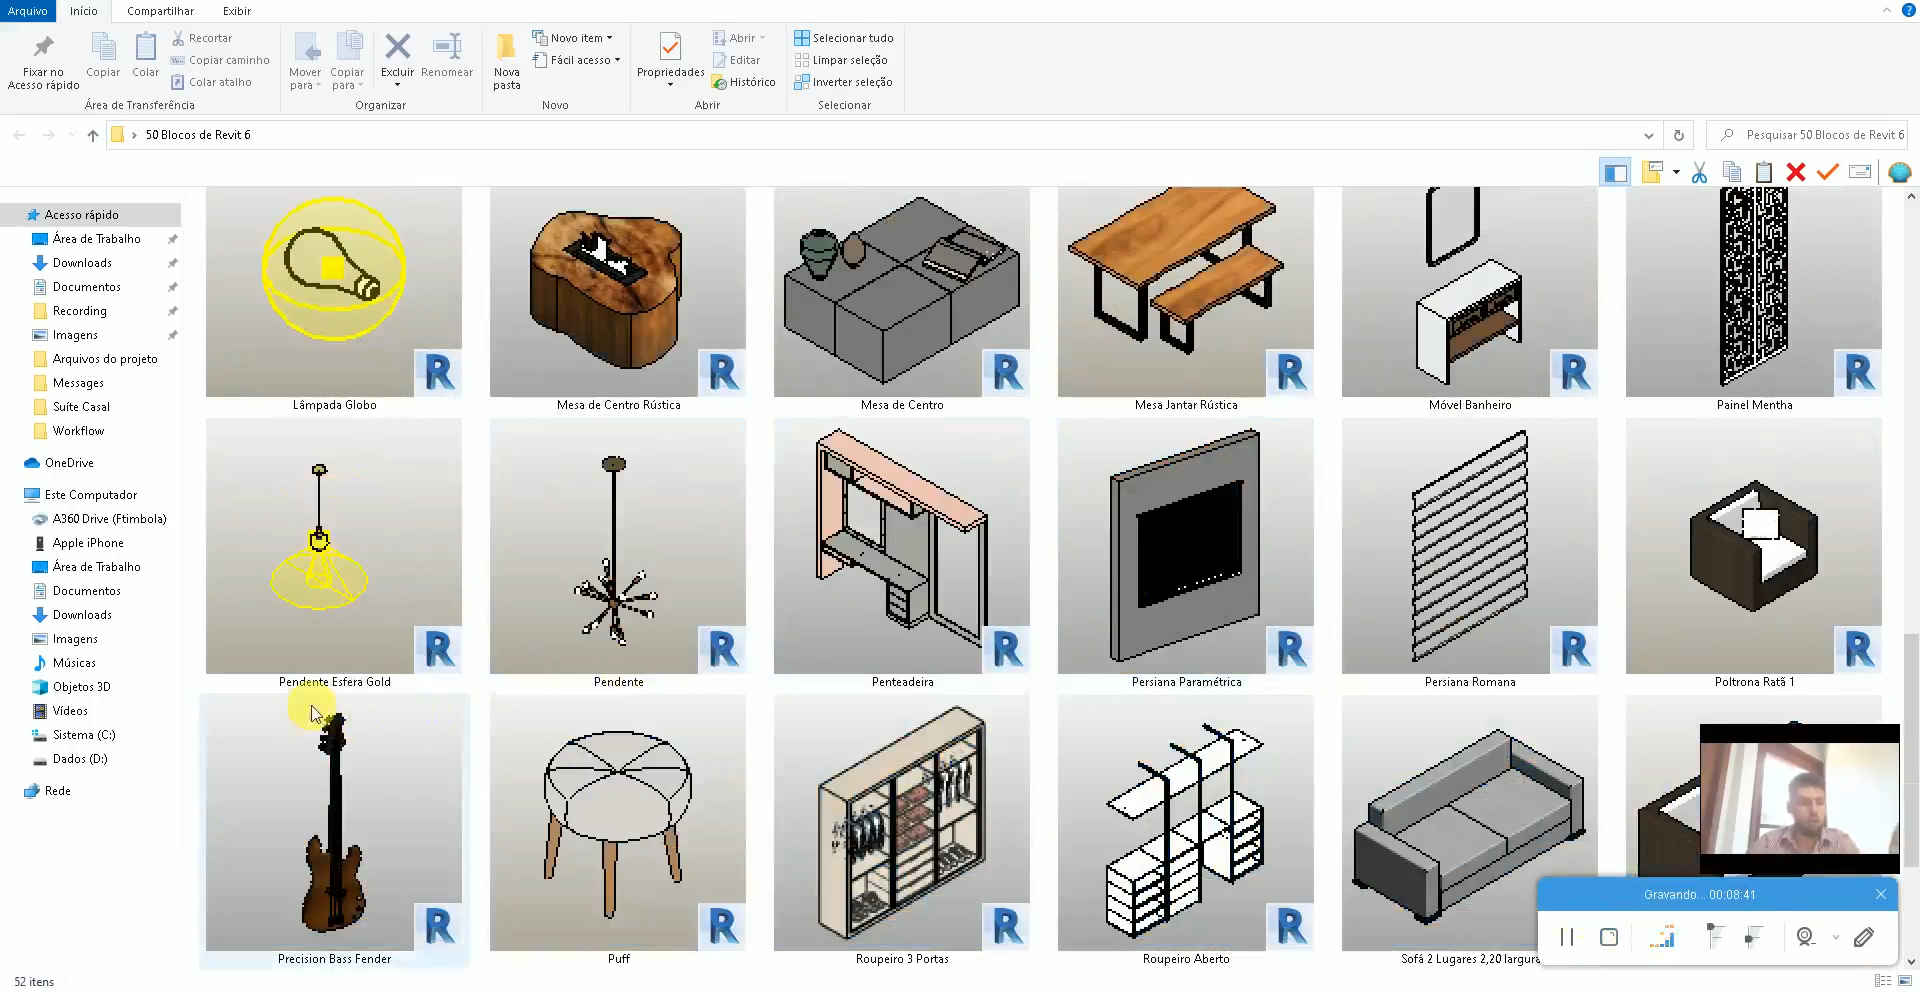 Arquivo
Início
Compartilhar
Exibir
Fixar no
Acesso rápido
Copiar
Colar
Recortar
Copiar caminho
Colar atalho
Área de Transferência
Mover
para
Copiar
para
Excluir
Renomear
Organizar
Nova
pasta
Novo item
Fácil acesso
Novo
Propriedades
Abrir
Editar
Histórico
Abrir
Selecionar tudo
Limpar seleção
Inverter seleção
Selecionar
50 Blocos de Revit 6
Pesquisar 50 Blocos de Revit 6
Acesso rápido
Área de Trabalho
Downloads
Documentos
Recording
Imagens
Arquivos do projeto
Messages
Suíte Casal
Workflow
OneDrive
Este Computador
A360 Drive (Ftimbola)
Apple iPhone
Área de Trabalho
Documentos
Downloads
Imagens
Músicas
Objetos 3D
Vídeos
Sistema (C:)
Dados (D:)
Rede
R R R R R R
Lâmpada Globo
Mesa de Centro Rústica
Mesa de Centro
Mesa Jantar Rústica
Móvel Banheiro
Painel Mentha
R R R R R R
Pendente Esfera Gold
Pendente
Penteadeira
Persiana Paramétrica
Persiana Romana
Poltrona Ratã 1
R R R R
Precision Bass Fender
Puff
Roupeiro 3 Portas
Roupeiro Aberto
Sofá 2 Lugares 2,20 largura
Gravando... 00:08:41
52 itens